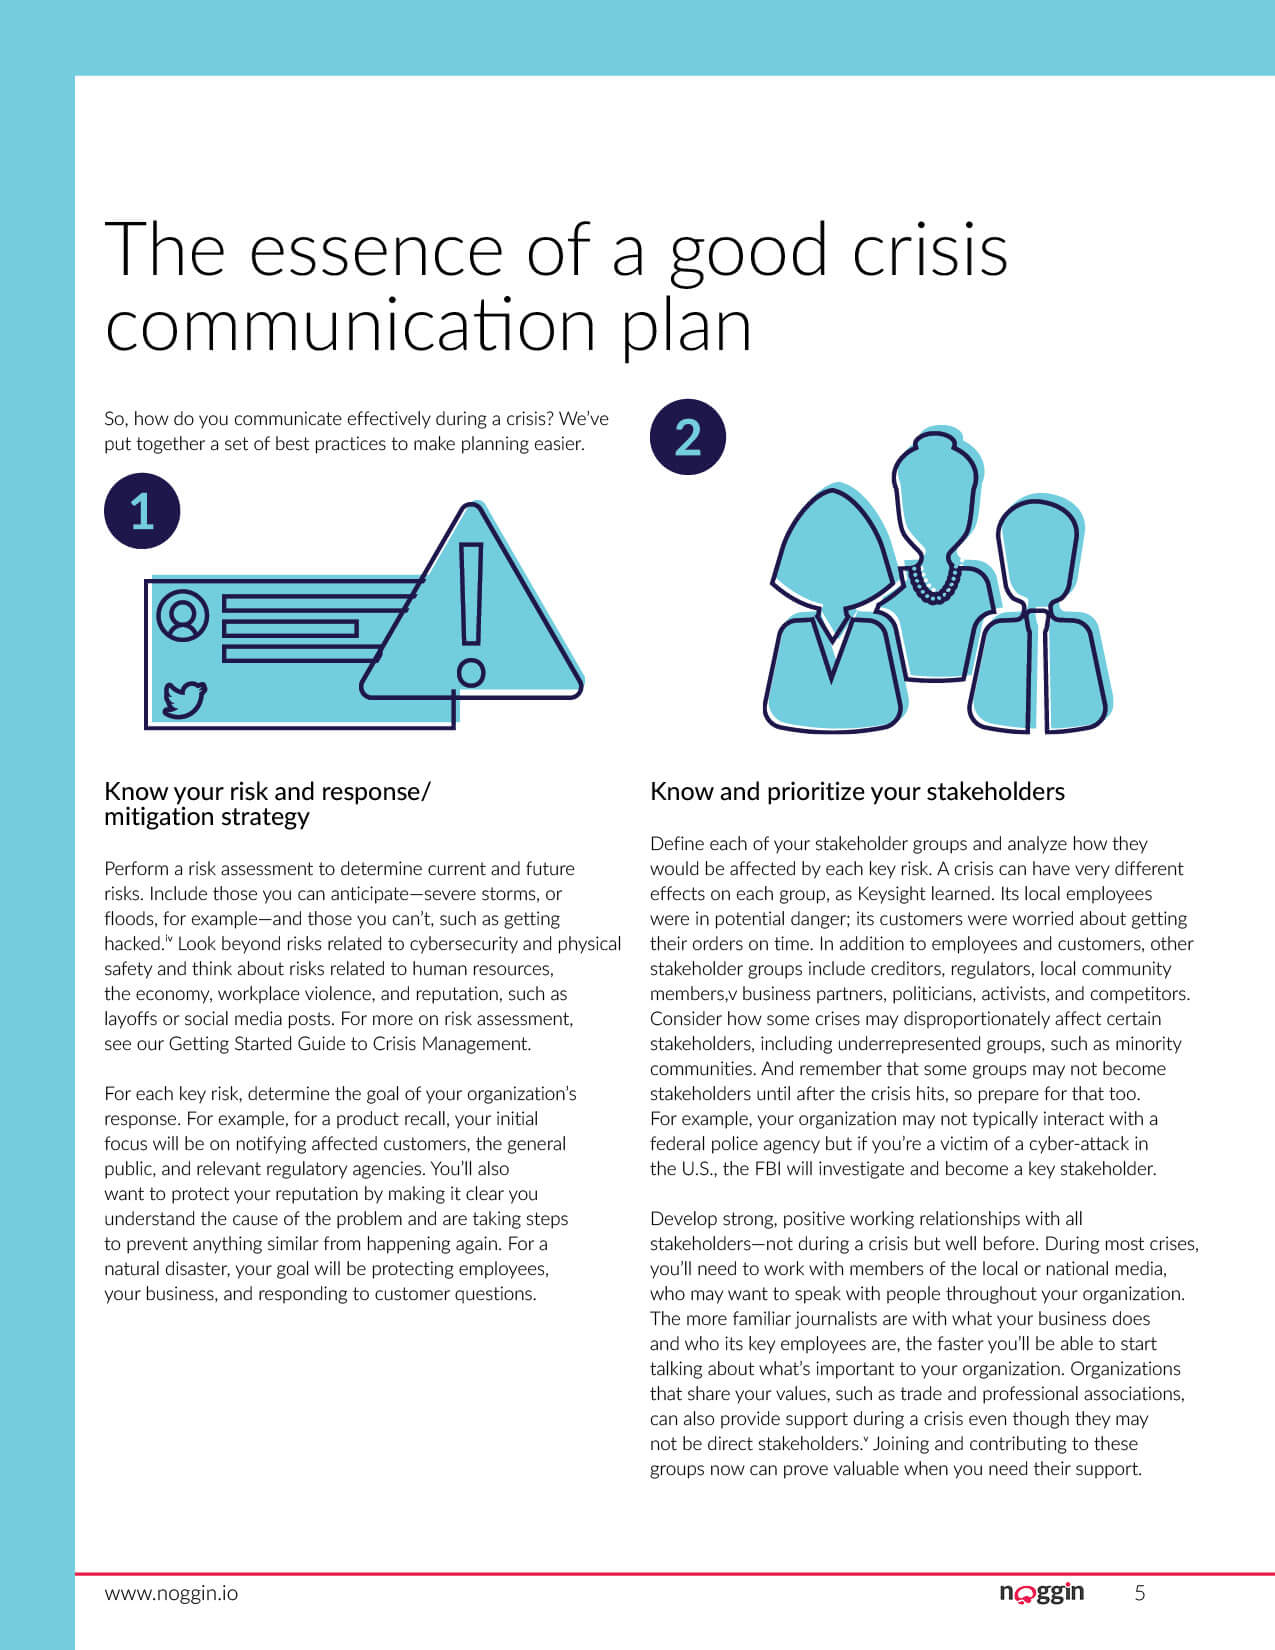 The essence of a good crisis
communication plan
So, how do you communicate effectively during a crisis? We’ve
put together a set of best practices to make planning easier.
1
Know your risk and response/
mitigation strategy
Perform a risk assessment to determine current and future
risks. Include those you can anticipate—severe storms, or
floods, for example—and those you can’t, such as getting
hacked.ⁱᵛ Look beyond risks related to cybersecurity and physical
safety and think about risks related to human resources,
the economy, workplace violence, and reputation, such as
layoffs or social media posts. For more on risk assessment,
see our Getting Started Guide to Crisis Management.
For each key risk, determine the goal of your organization’s
response. For example, for a product recall, your initial
focus will be on notifying affected customers, the general
public, and relevant regulatory agencies. You’ll also
want to protect your reputation by making it clear you
understand the cause of the problem and are taking steps
to prevent anything similar from happening again. For a
natural disaster, your goal will be protecting employees,
your business, and responding to customer questions.
2
Know and prioritize your stakeholders
Define each of your stakeholder groups and analyze how they
would be affected by each key risk. A crisis can have very different
effects on each group, as Keysight learned. Its local employees
were in potential danger; its customers were worried about getting
their orders on time. In addition to employees and customers, other
stakeholder groups include creditors, regulators, local community
members,v business partners, politicians, activists, and competitors.
Consider how some crises may disproportionately affect certain
stakeholders, including underrepresented groups, such as minority
communities. And remember that some groups may not become
stakeholders until after the crisis hits, so prepare for that too.
For example, your organization may not typically interact with a
federal police agency but if you’re a victim of a cyber-attack in
the U.S., the FBI will investigate and become a key stakeholder.
Develop strong, positive working relationships with all
stakeholders—not during a crisis but well before. During most crises,
you’ll need to work with members of the local or national media,
who may want to speak with people throughout your organization.
The more familiar journalists are with what your business does
and who its key employees are, the faster you’ll be able to start
talking about what’s important to your organization. Organizations
that share your values, such as trade and professional associations,
can also provide support during a crisis even though they may
not be direct stakeholders.ᵛ Joining and contributing to these
groups now can prove valuable when you need their support.
www.noggin.io
noggin
5